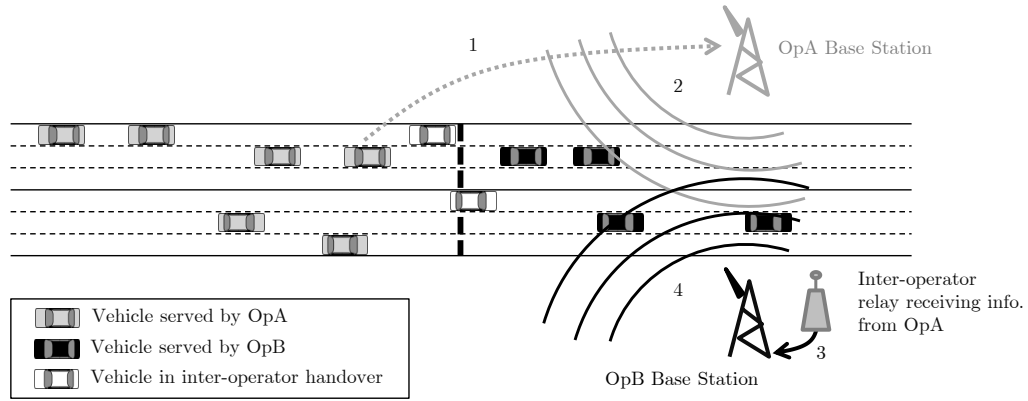 1
OpA Base Station
2
Inter-operator
relay receiving info.
from OpA
4
3
OpB Base Station
Vehicle served by OpA
Vehicle served by OpB
Vehicle in inter-operator handover